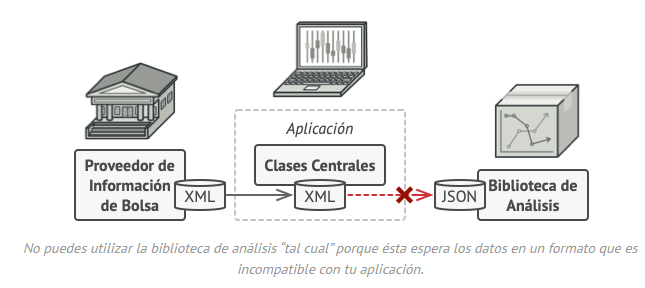 Aplicación
Proveedor de
Información
de Bolsa
XML
Clases Centrales
XML
JSON
Biblioteca de
Análisis
No puedes utilizar la biblioteca de análisis “tal cual” porque ésta espera los datos en un formato que es
incompatible con tu aplicación.